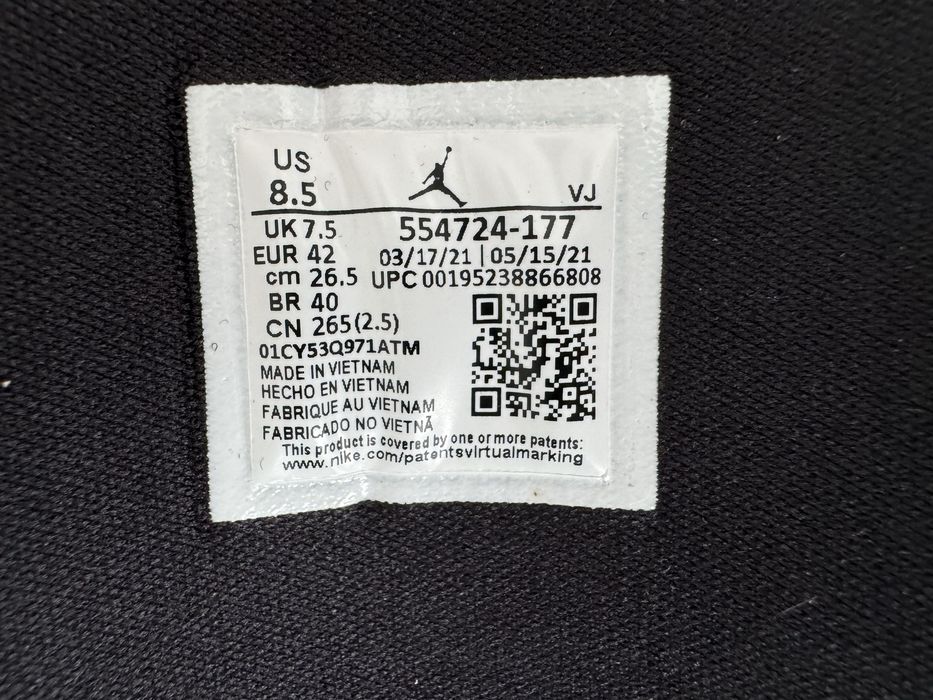 US
8.5
VJ
UK 7.5
554724-177
EUR 42
03/17/21 | 05/15/21
cm 26.5
UPC 00195238866808
BR 40
CN 265(2.5)
01CY53Q971ATM
MADE IN VIETNAM
HECHO EN VIETNAM
FABRIQUE AU VIETNAM
FABRICADO NO VIETNÃ
This product is covered by one or more patents:
www.nike.com/patentsvirtualmarking